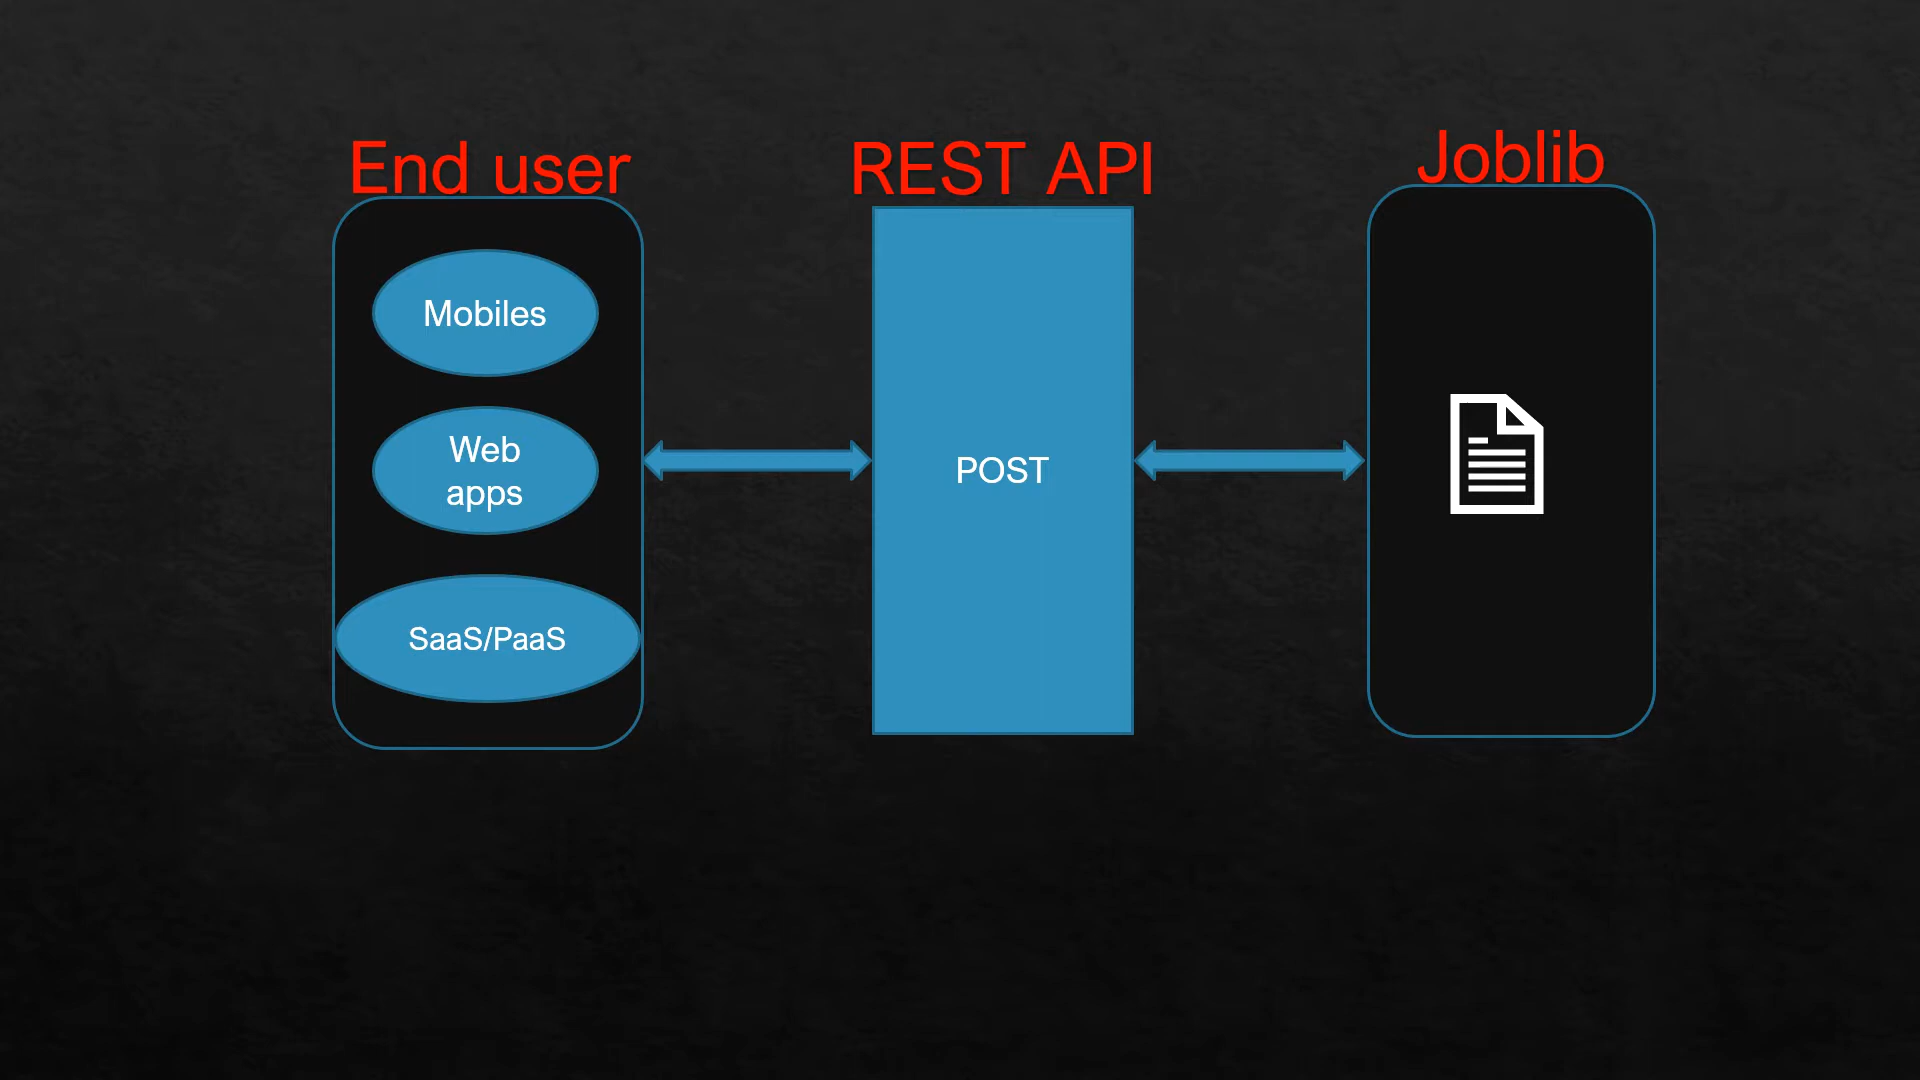 End user
REST API
Joblib
Mobiles
Web
apps
SaaS/PaaS
POST